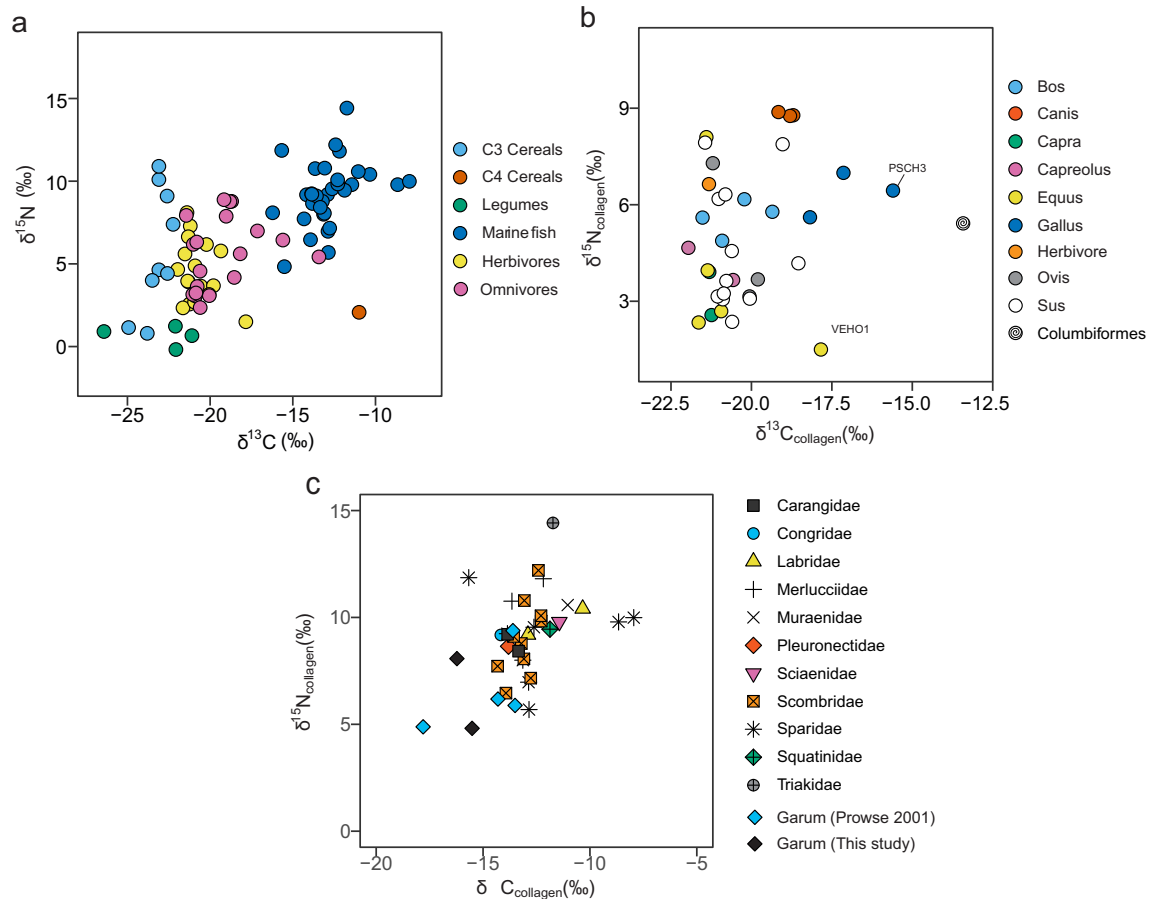 a
15
10
5
0
δ15N (‰)
−25 −20 −15 −10
δ13C (‰)
C3 Cereals
C4 Cereals
Legumes
Marine fish
Herbivores
Omnivores
b
9
6
3
δ15Ncollagen(‰)
PSCH3
VEHO1
−22.5 −20.0 −17.5 −15.0 −12.5
δ13Ccollagen(‰)
Bos
Canis
Capra
Capreolus
Equus
Gallus
Herbivore
Ovis
Sus
Columbiformes
c
15
10
5
0
δ15Ncollagen(‰)
−20 −15 −10 −5
δ Ccollagen(‰)
Carangidae
Congridae
Labridae
Merlucciidae
Muraenidae
Pleuronectidae
Sciaenidae
Scombridae
Sparidae
Squatinidae
Triakidae
Garum (Prowse 2001)
Garum (This study)